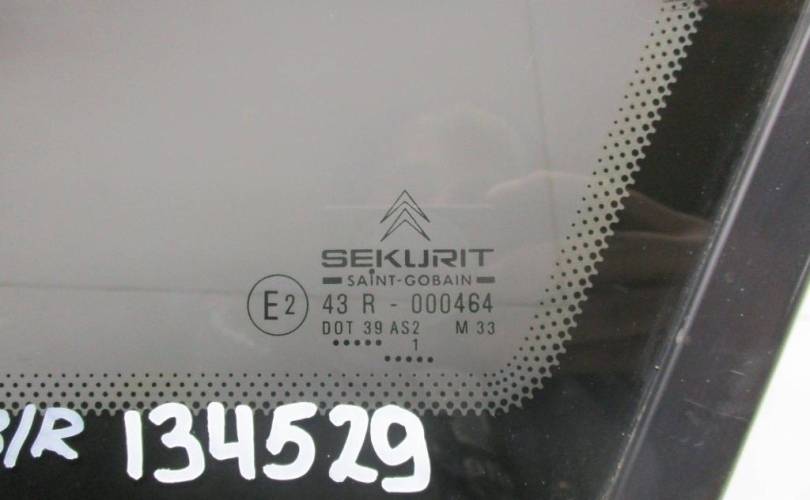 SEKURIT
SAINT-GOBAIN
E2 43 R - 000464
DOT 39 AS2 M 33
..... 1 .....
/R 134529